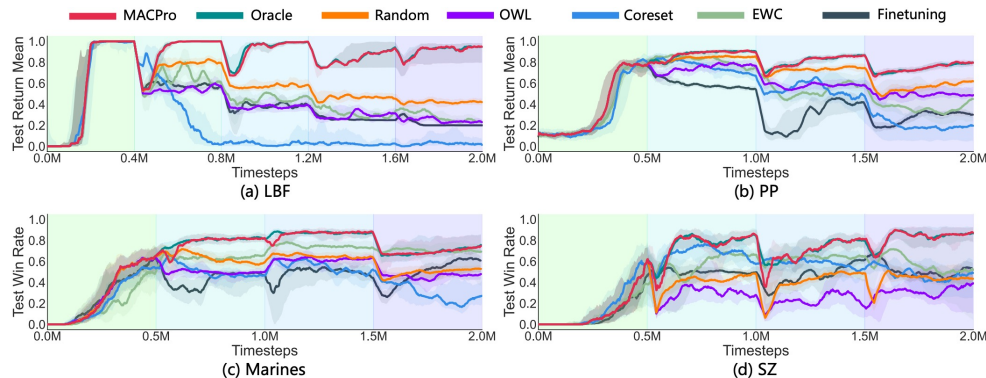 MACPro Oracle Random OWL Coreset EWC Finetuning
Test Return Mean
1.0
0.8
0.6
0.4
0.2
0.0
0.0M 0.4M 0.8M 1.2M 1.6M 2.0M
Timesteps
(a) LBF
Test Return Mean
1.0
0.8
0.6
0.4
0.2
0.0
0.0M 0.5M 1.0M 1.5M 2.0M
Timesteps
(b) PP
Test Win Rate
1.0
0.8
0.6
0.4
0.2
0.0
0.0M 0.5M 1.0M 1.5M 2.0M
Timesteps
(c) Marines
Test Win Rate
1.0
0.8
0.6
0.4
0.2
0.0
0.0M 0.5M 1.0M 1.5M 2.0M
Timesteps
(d) SZ